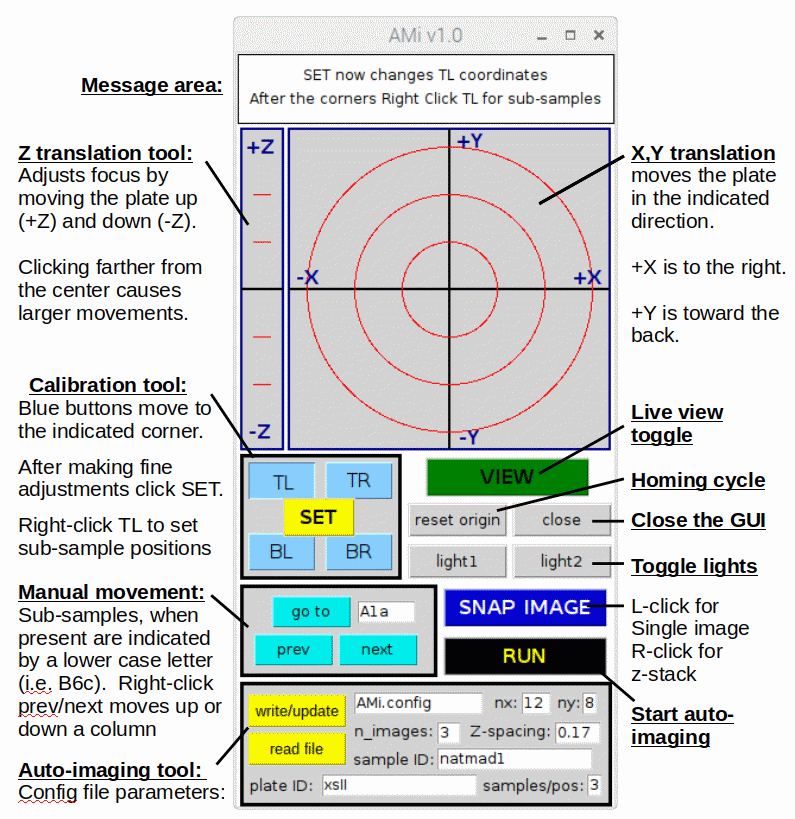 AMi v1.0
Message area:
SET now changes TL coordinates
After the corners Right Click TL for sub-samples
Z translation tool:
Adjusts focus by
moving the plate up
(+Z) and down (-Z).
Clicking farther from
the center causes
larger movements.
+Z
-Z
+Y
-X
+X
-Y
X,Y translation
moves the plate
in the indicated
direction.
+X is to the right.
+Y is toward the
back.
Calibration tool:
Blue buttons move to
the indicated corner.
After making fine
adjustments click SET.
Right-click TL to set
sub-sample positions
TL
TR
SET
BL
BR
VIEW
reset origin
close
light1
light2
Live view
toggle
Homing cycle
Close the GUI
Toggle lights
Manual movement:
Sub-samples, when
present are indicated
by a lower case letter
(i.e. B6c).  Right-click
prev/next moves up or
down a column
go to
A1a
prev
next
SNAP IMAGE
RUN
L-click for
Single image
R-click for
z-stack
Start auto-
imaging
Auto-imaging tool:
Config file parameters:
write/update
AMi.config
nx: 12
ny: 8
read file
n_images: 3
Z-spacing: 0.17
sample ID: natmad1
plate ID: xsll
samples/pos: 3